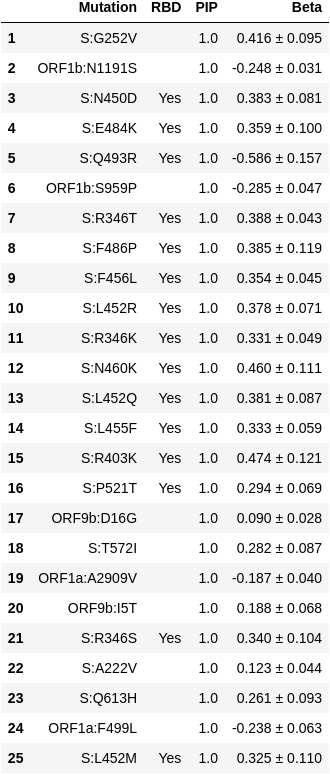 Mutation RBD PIP Beta
1 S:G252V 1.0 0.416 ± 0.095
2 ORF1b:N1191S 1.0 -0.248 ± 0.031
3 S:N450D Yes 1.0 0.383 ± 0.081
4 S:E484K Yes 1.0 0.359 ± 0.100
5 S:Q493R Yes 1.0 -0.586 ± 0.157
6 ORF1b:S959P 1.0 -0.285 ± 0.047
7 S:R346T Yes 1.0 0.388 ± 0.043
8 S:F486P Yes 1.0 0.385 ± 0.119
9 S:F456L Yes 1.0 0.354 ± 0.045
10 S:L452R Yes 1.0 0.378 ± 0.071
11 S:R346K Yes 1.0 0.331 ± 0.049
12 S:N460K Yes 1.0 0.460 ± 0.111
13 S:L452Q Yes 1.0 0.381 ± 0.087
14 S:L455F Yes 1.0 0.333 ± 0.059
15 S:R403K Yes 1.0 0.474 ± 0.121
16 S:P521T Yes 1.0 0.294 ± 0.069
17 ORF9b:D16G 1.0 0.090 ± 0.028
18 S:T572I 1.0 0.282 ± 0.087
19 ORF1a:A2909V 1.0 -0.187 ± 0.040
20 ORF9b:I5T 1.0 0.188 ± 0.068
21 S:R346S Yes 1.0 0.340 ± 0.104
22 S:A222V 1.0 0.123 ± 0.044
23 S:Q613H 1.0 0.261 ± 0.093
24 ORF1a:F499L 1.0 -0.238 ± 0.063
25 S:L452M Yes 1.0 0.325 ± 0.110